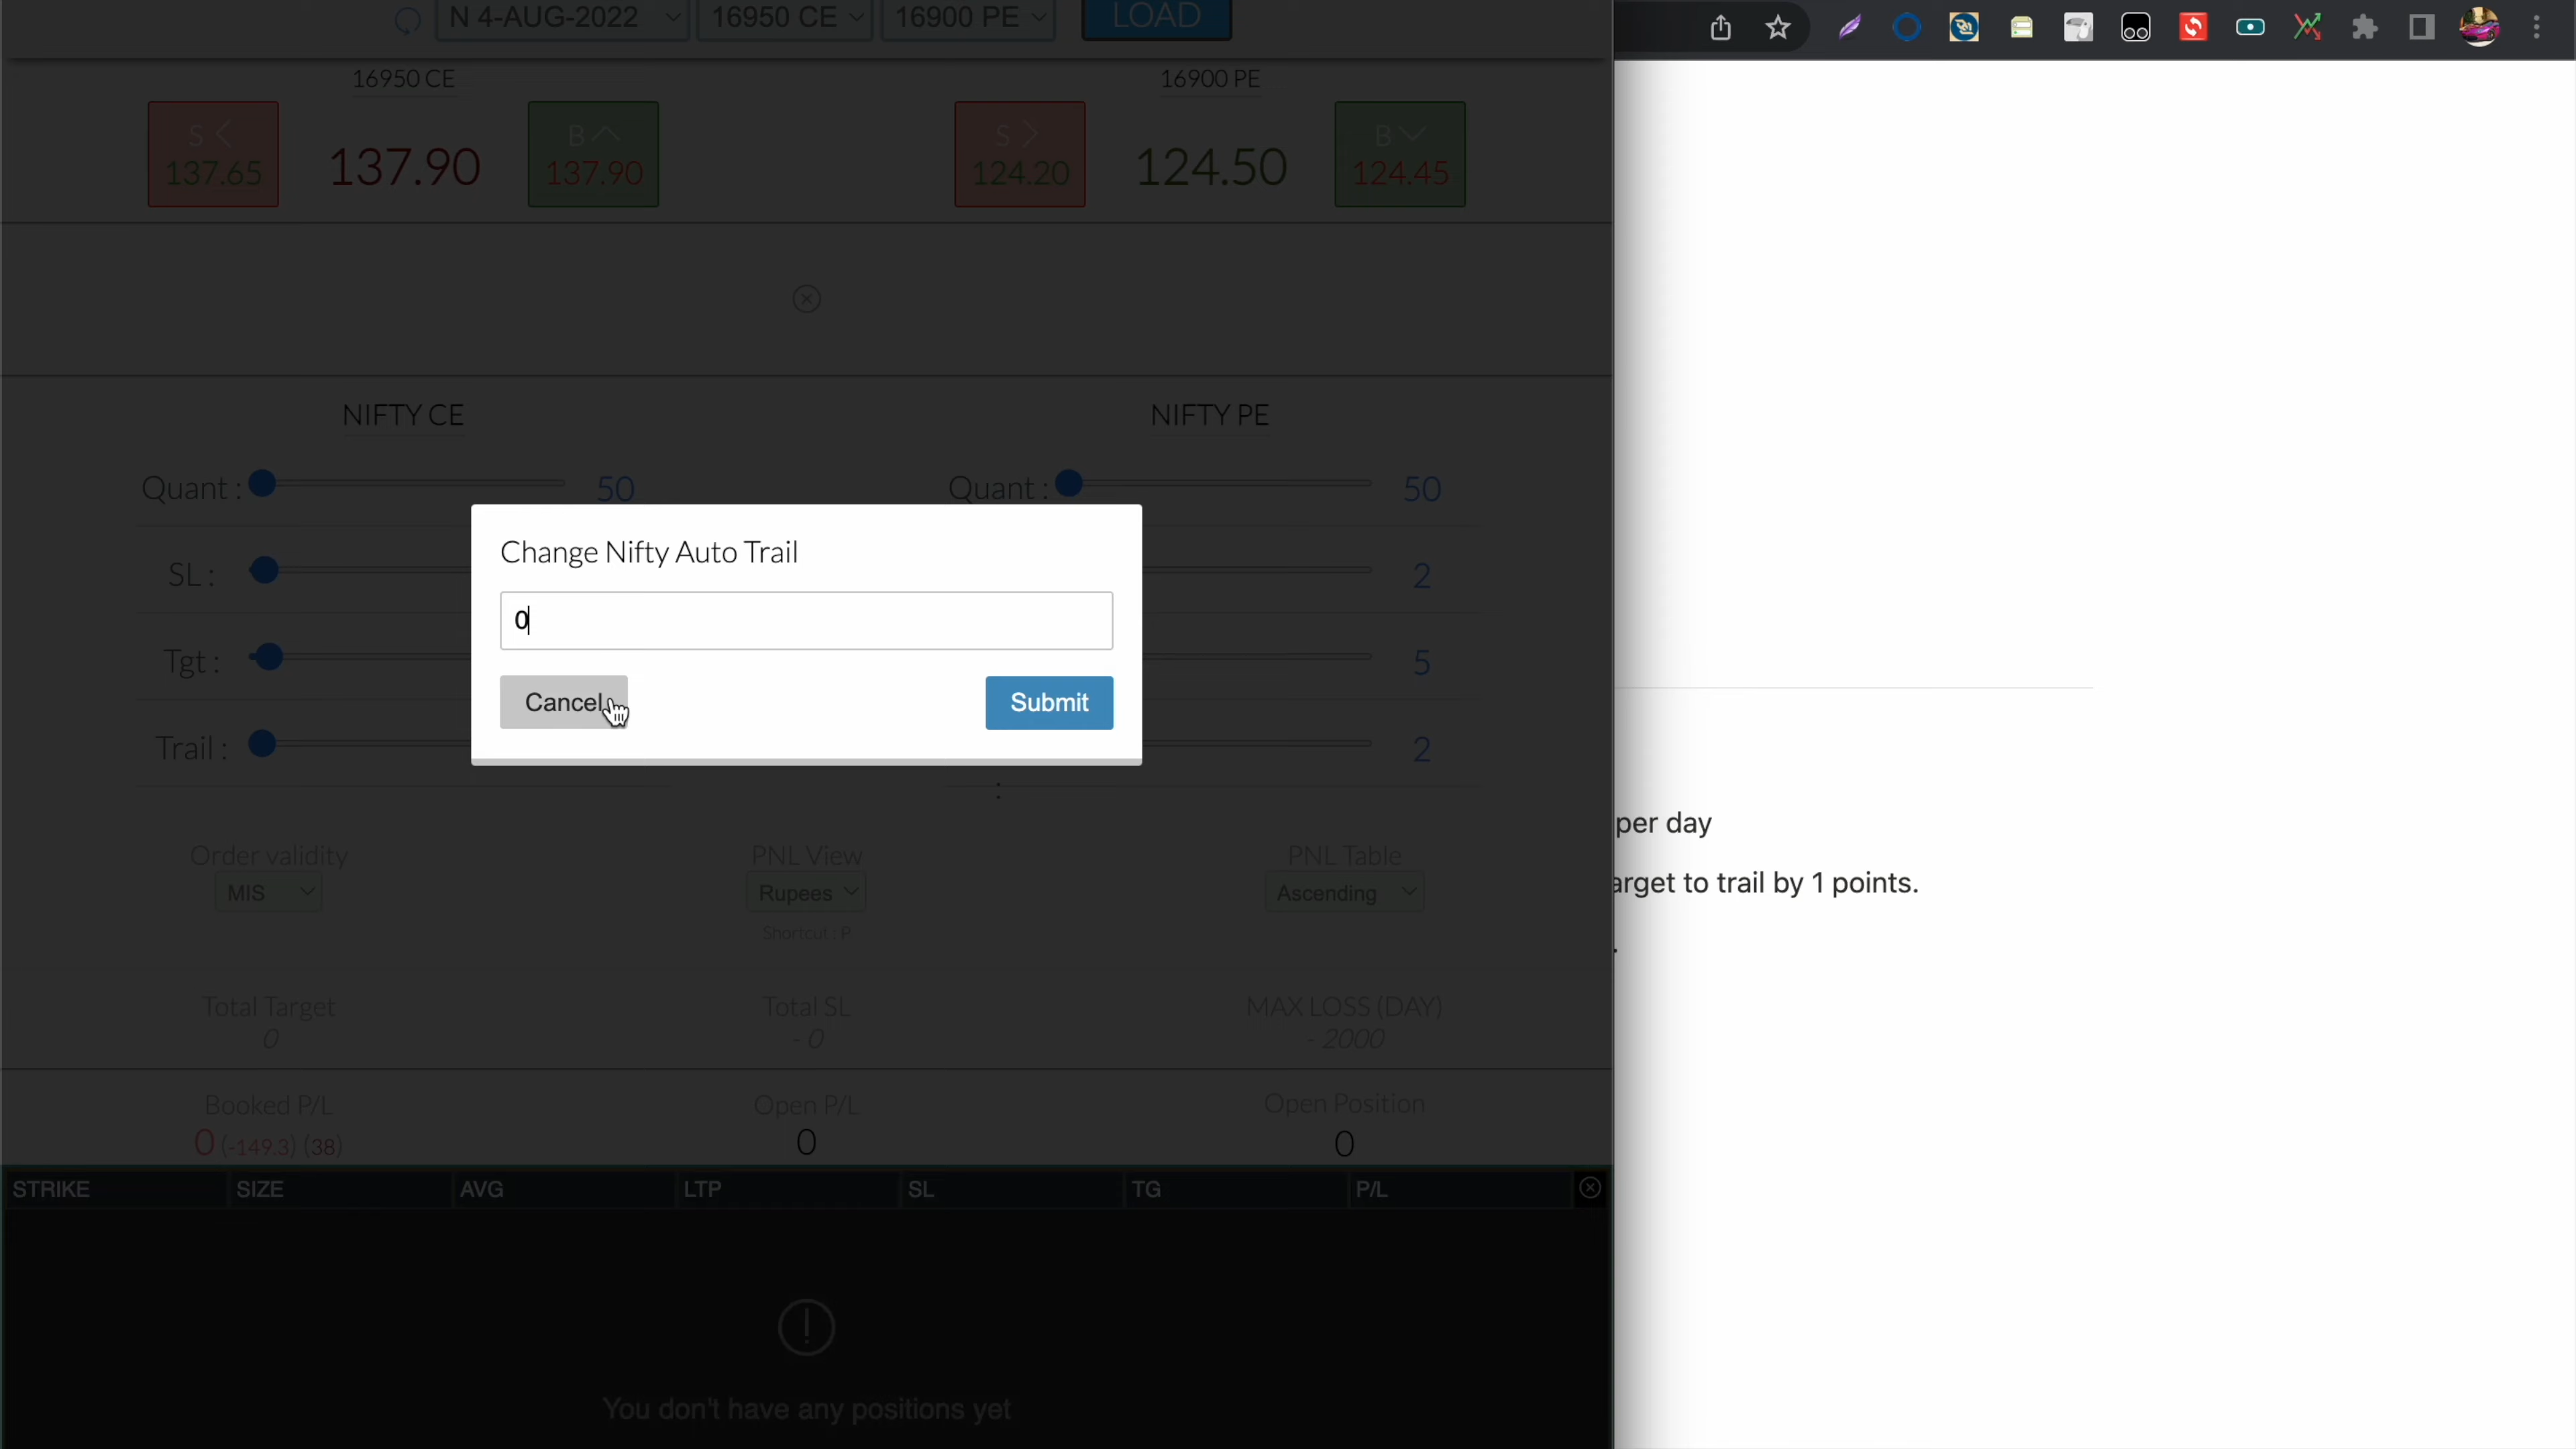 N 4-AUG-2022 16950 CE 16900 PE LOAD
16950 CE 16900 PE
S B S B
137.65 137.90 137.90 124.20 124.50 124.45
NIFTY CE NIFTY PE
Quant : 50 Quant : 50
Change Nifty Auto Trail
SL : 2
0
Tgt : 5
Cancel Submit
Trail : 2
:
per day
Order validity PNL View PNL Table
MIS Rupees Ascending
arget to trail by 1 points.
Shortcut : P
.
Total Target Total SL MAX LOSS (DAY)
0 - 0 - 2000
Booked P/L Open P/L Open Position
0 (-149.3) (38) 0 0
STRIKE SIZE AVG LTP SL TG P/L
You don't have any positions yet